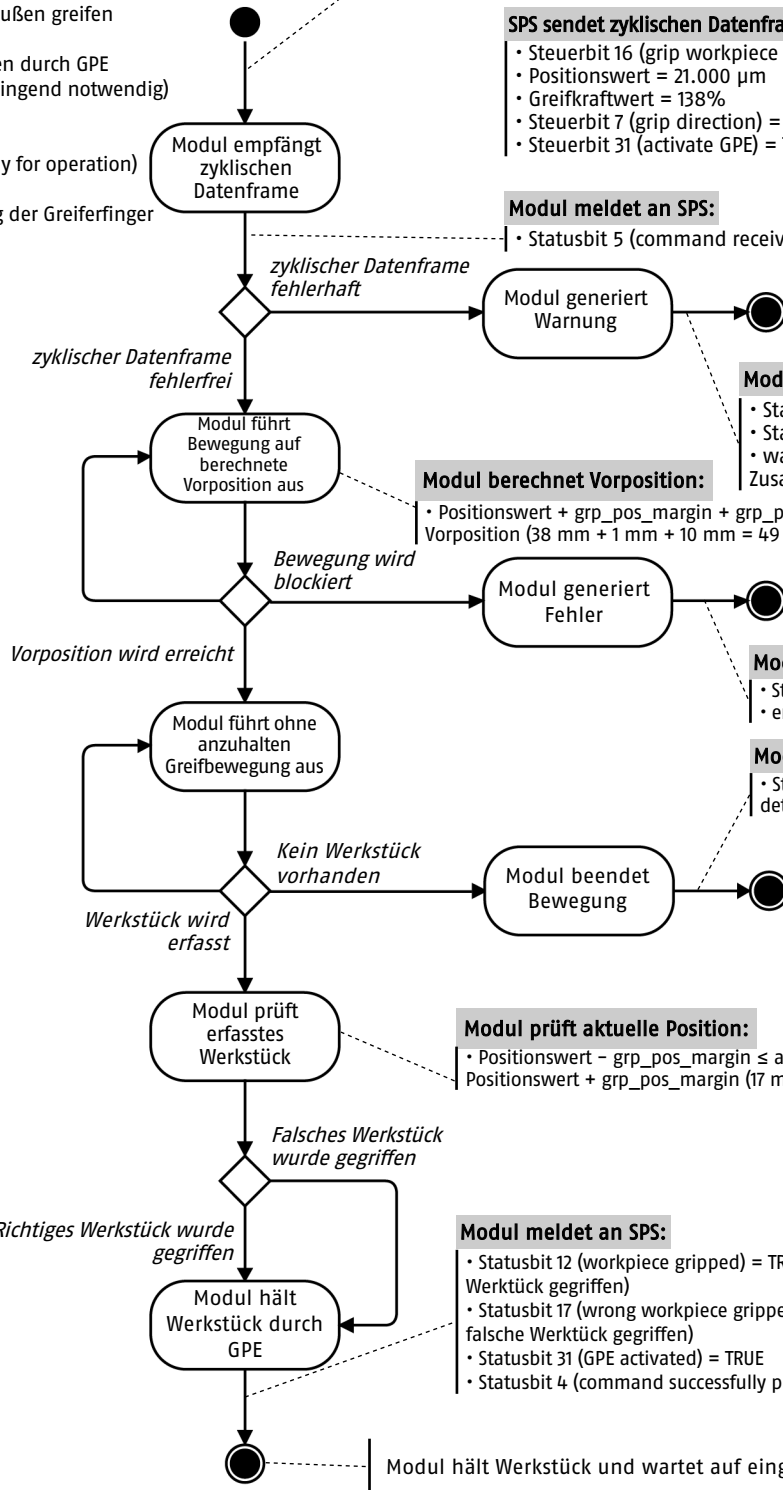 ußen greifen
en durch GPE
ingend notwendig)
y for operation)
g der Greiferfinger
SPS sendet zyklischen Datenfra
• Steuerbit 16 (grip workpiece
• Positionswert = 21.000 µm
• Greifkraftwert = 138%
• Steuerbit 7 (grip direction) =
• Steuerbit 31 (activate GPE) =
Modul empfängt
zyklischen
Datenframe
Modul meldet an SPS:
• Statusbit 5 (command receiv
zyklischer Datenframe
fehlerhaft
Modul generiert
Warnung
zyklischer Datenframe
fehlerfrei
Mod
• Sta
• Sta
• wa
Zusa
Modul führt
Bewegung auf
berechnete
Vorposition aus
Modul berechnet Vorposition:
• Positionswert + grp_pos_margin + grp_p
Vorposition (38 mm + 1 mm + 10 mm = 49
Bewegung wird
blockiert
Modul generiert
Fehler
Vorposition wird erreicht
Mo
• St
• e
Modul führt ohne
anzuhalten
Greifbewegung aus
Mo
• S
det
Kein Werkstück
vorhanden
Modul beendet
Bewegung
Werkstück wird
erfasst
Modul prüft
erfasstes
Werkstück
Modul prüft aktuelle Position:
• Positionswert − grp_pos_margin ≤ a
Positionswert + grp_pos_margin (17 m
Falsches Werkstück
wurde gegriffen
Richtiges Werkstück wurde
gegriffen
Modul meldet an SPS:
• Statusbit 12 (workpiece gripped) = TR
Werktück gegriffen)
• Statusbit 17 (wrong workpiece grippe
falsche Werktück gegriffen)
• Statusbit 31 (GPE activated) = TRUE
• Statusbit 4 (command successfully p
Modul hält
Werkstück durch
GPE
Modul hält Werkstück und wartet auf eing